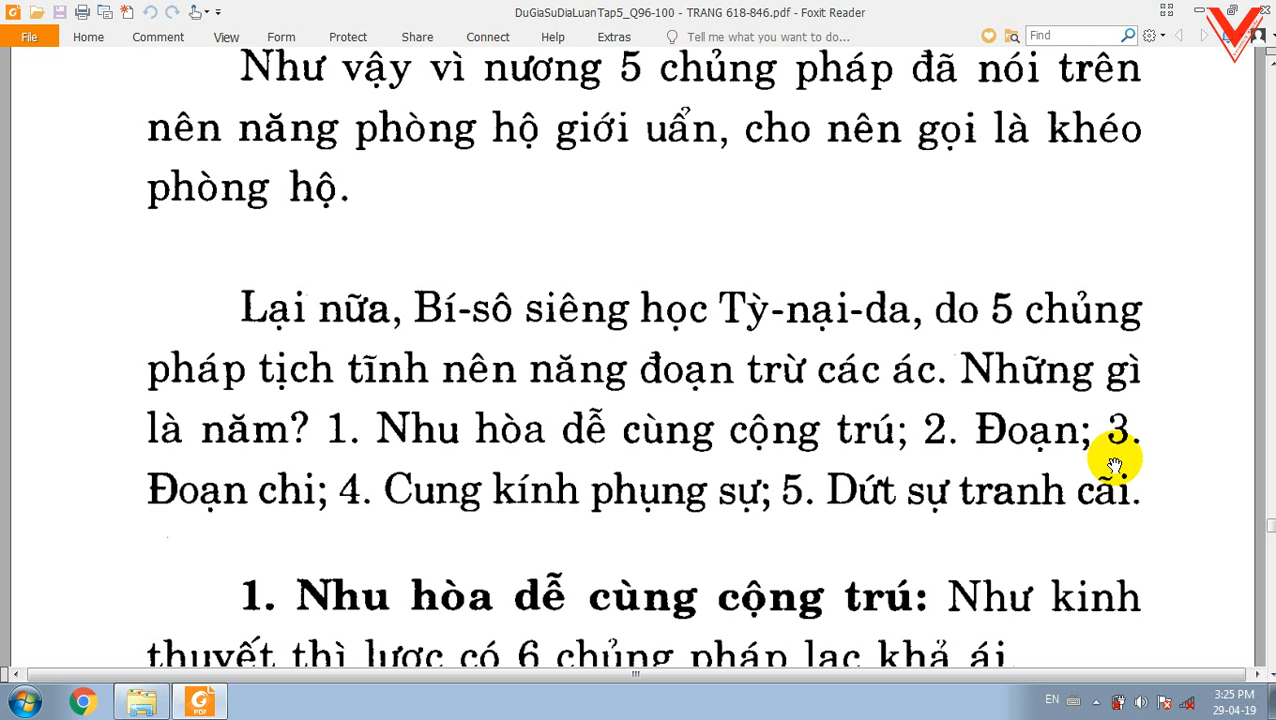 DuGiaSuDiaLuanTap5_Q96-100 - TRANG 618-846.pdf - Foxit Reader
File Home Comment View Form Protect Share Connect Help Extras Tell me what you want to do... Find
Như vậy vì nương 5 chủng pháp đã nói trên
nên năng phòng hộ giới uẩn, cho nên gọi là khéo
phòng hộ.
Lại nữa, Bí-sô siêng học Tỳ-nại-da, do 5 chủng
pháp tịch tĩnh nên năng đoạn trừ các ác. Những gì
là năm? 1. Nhu hòa dễ cùng cộng trú; 2. Đoạn; 3.
Đoạn chi; 4. Cung kính phụng sự; 5. Dứt sự tranh cãi.
1. Nhu hòa dễ cùng cộng trú: Như kinh
thuyết thì lược có 6 chủng pháp lạc khả ái
PDF EN 3:25 PM
29-04-19